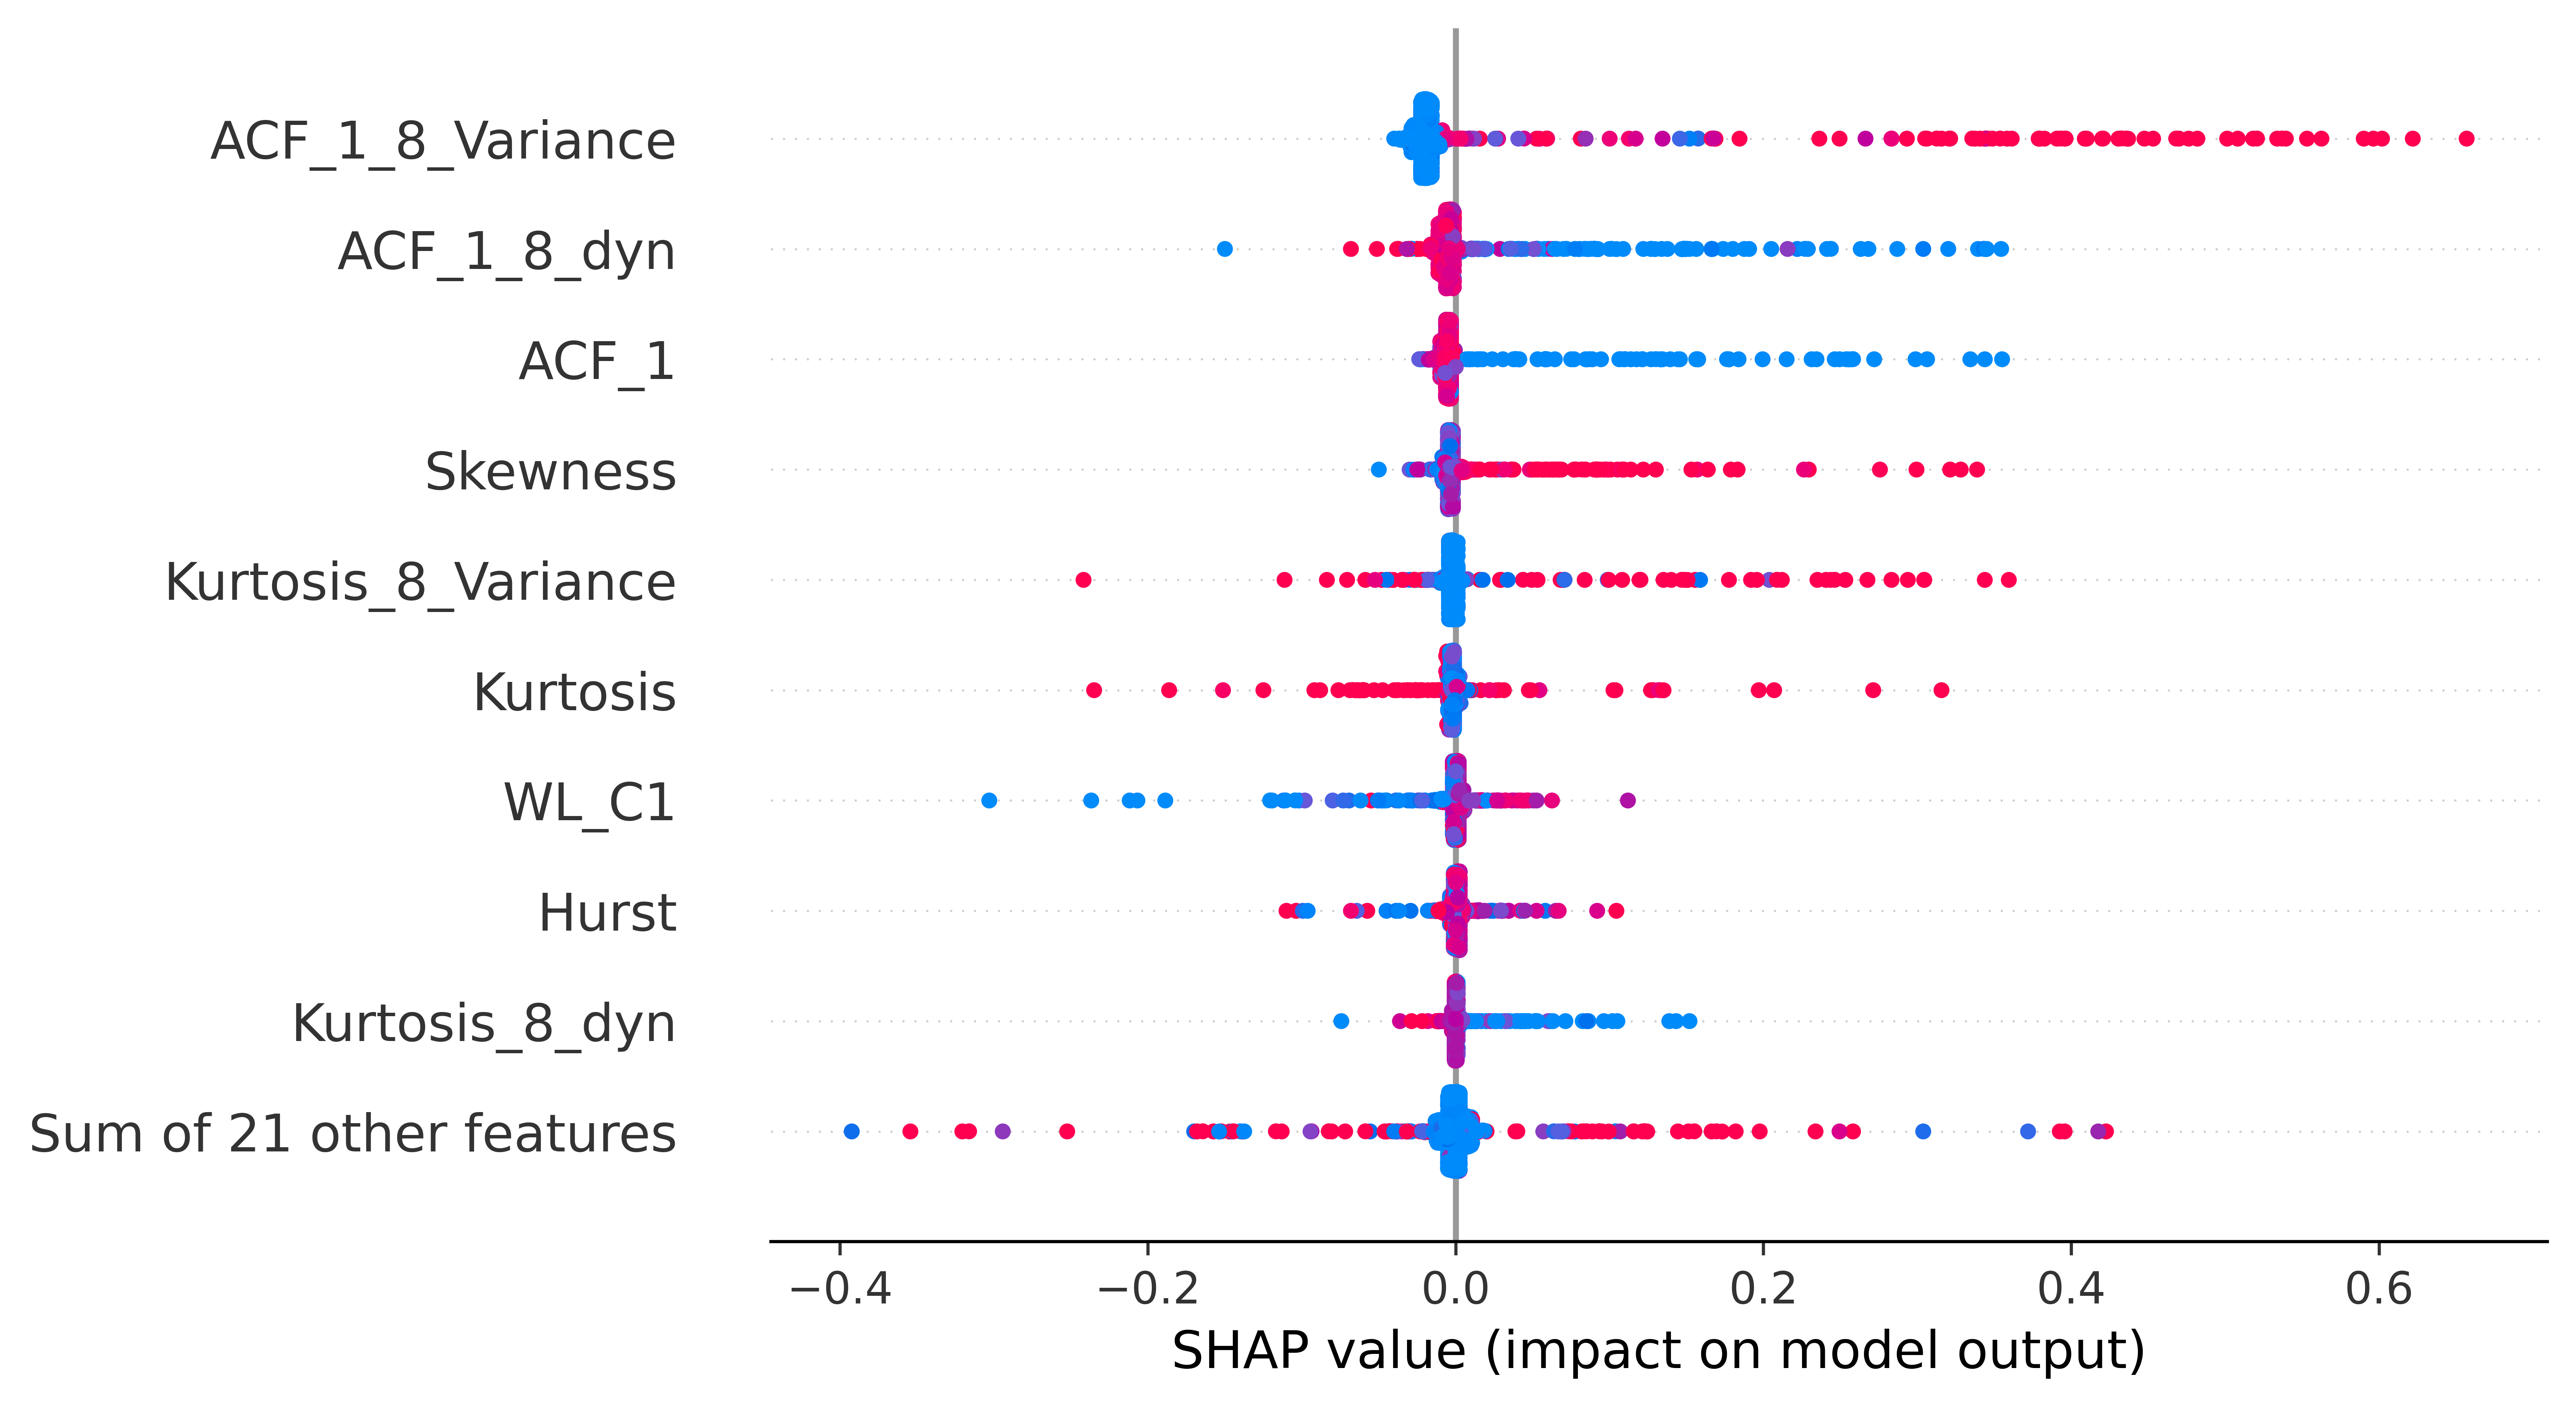 ACF_1_8_Variance
ACF_1_8_dyn
ACF_1
Skewness
Kurtosis_8_Variance
Kurtosis
WL_C1
Hurst
Kurtosis_8_dyn
Sum of 21 other features
−0.4 −0.2 0.0 0.2 0.4 0.6
SHAP value (impact on model output)